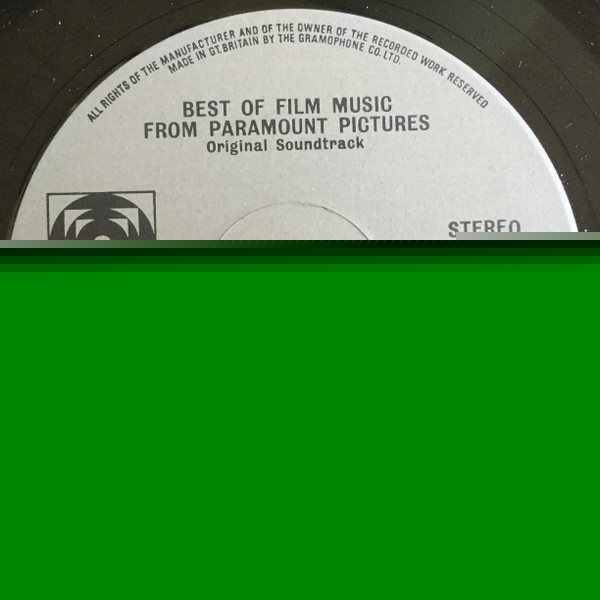 ALL RIGHTS OF THE MANUFACTURER AND OF THE OWNER OF THE RECORDED WORK RESERVED
MADE IN GT. BRITAIN BY THE GRAMOPHONE CO. LTD.
BEST OF FILM MUSIC
FROM PARAMOUNT PICTURES
Original Soundtrack
STEREO